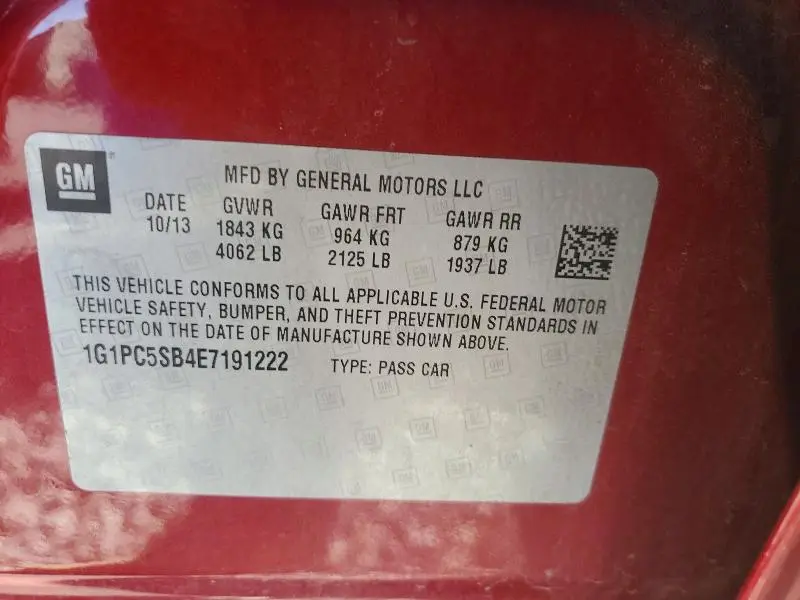 GM
MFD BY GENERAL MOTORS LLC
DATE GVWR GAWR FRT GAWR RR
10/13 1843 KG 964 KG 879 KG
4062 LB 2125 LB 1937 LB
THIS VEHICLE CONFORMS TO ALL APPLICABLE U.S. FEDERAL MOTOR
VEHICLE SAFETY, BUMPER, AND THEFT PREVENTION STANDARDS IN
EFFECT ON THE DATE OF MANUFACTURE SHOWN ABOVE.
1G1PC5SB4E7191222 TYPE: PASS CAR